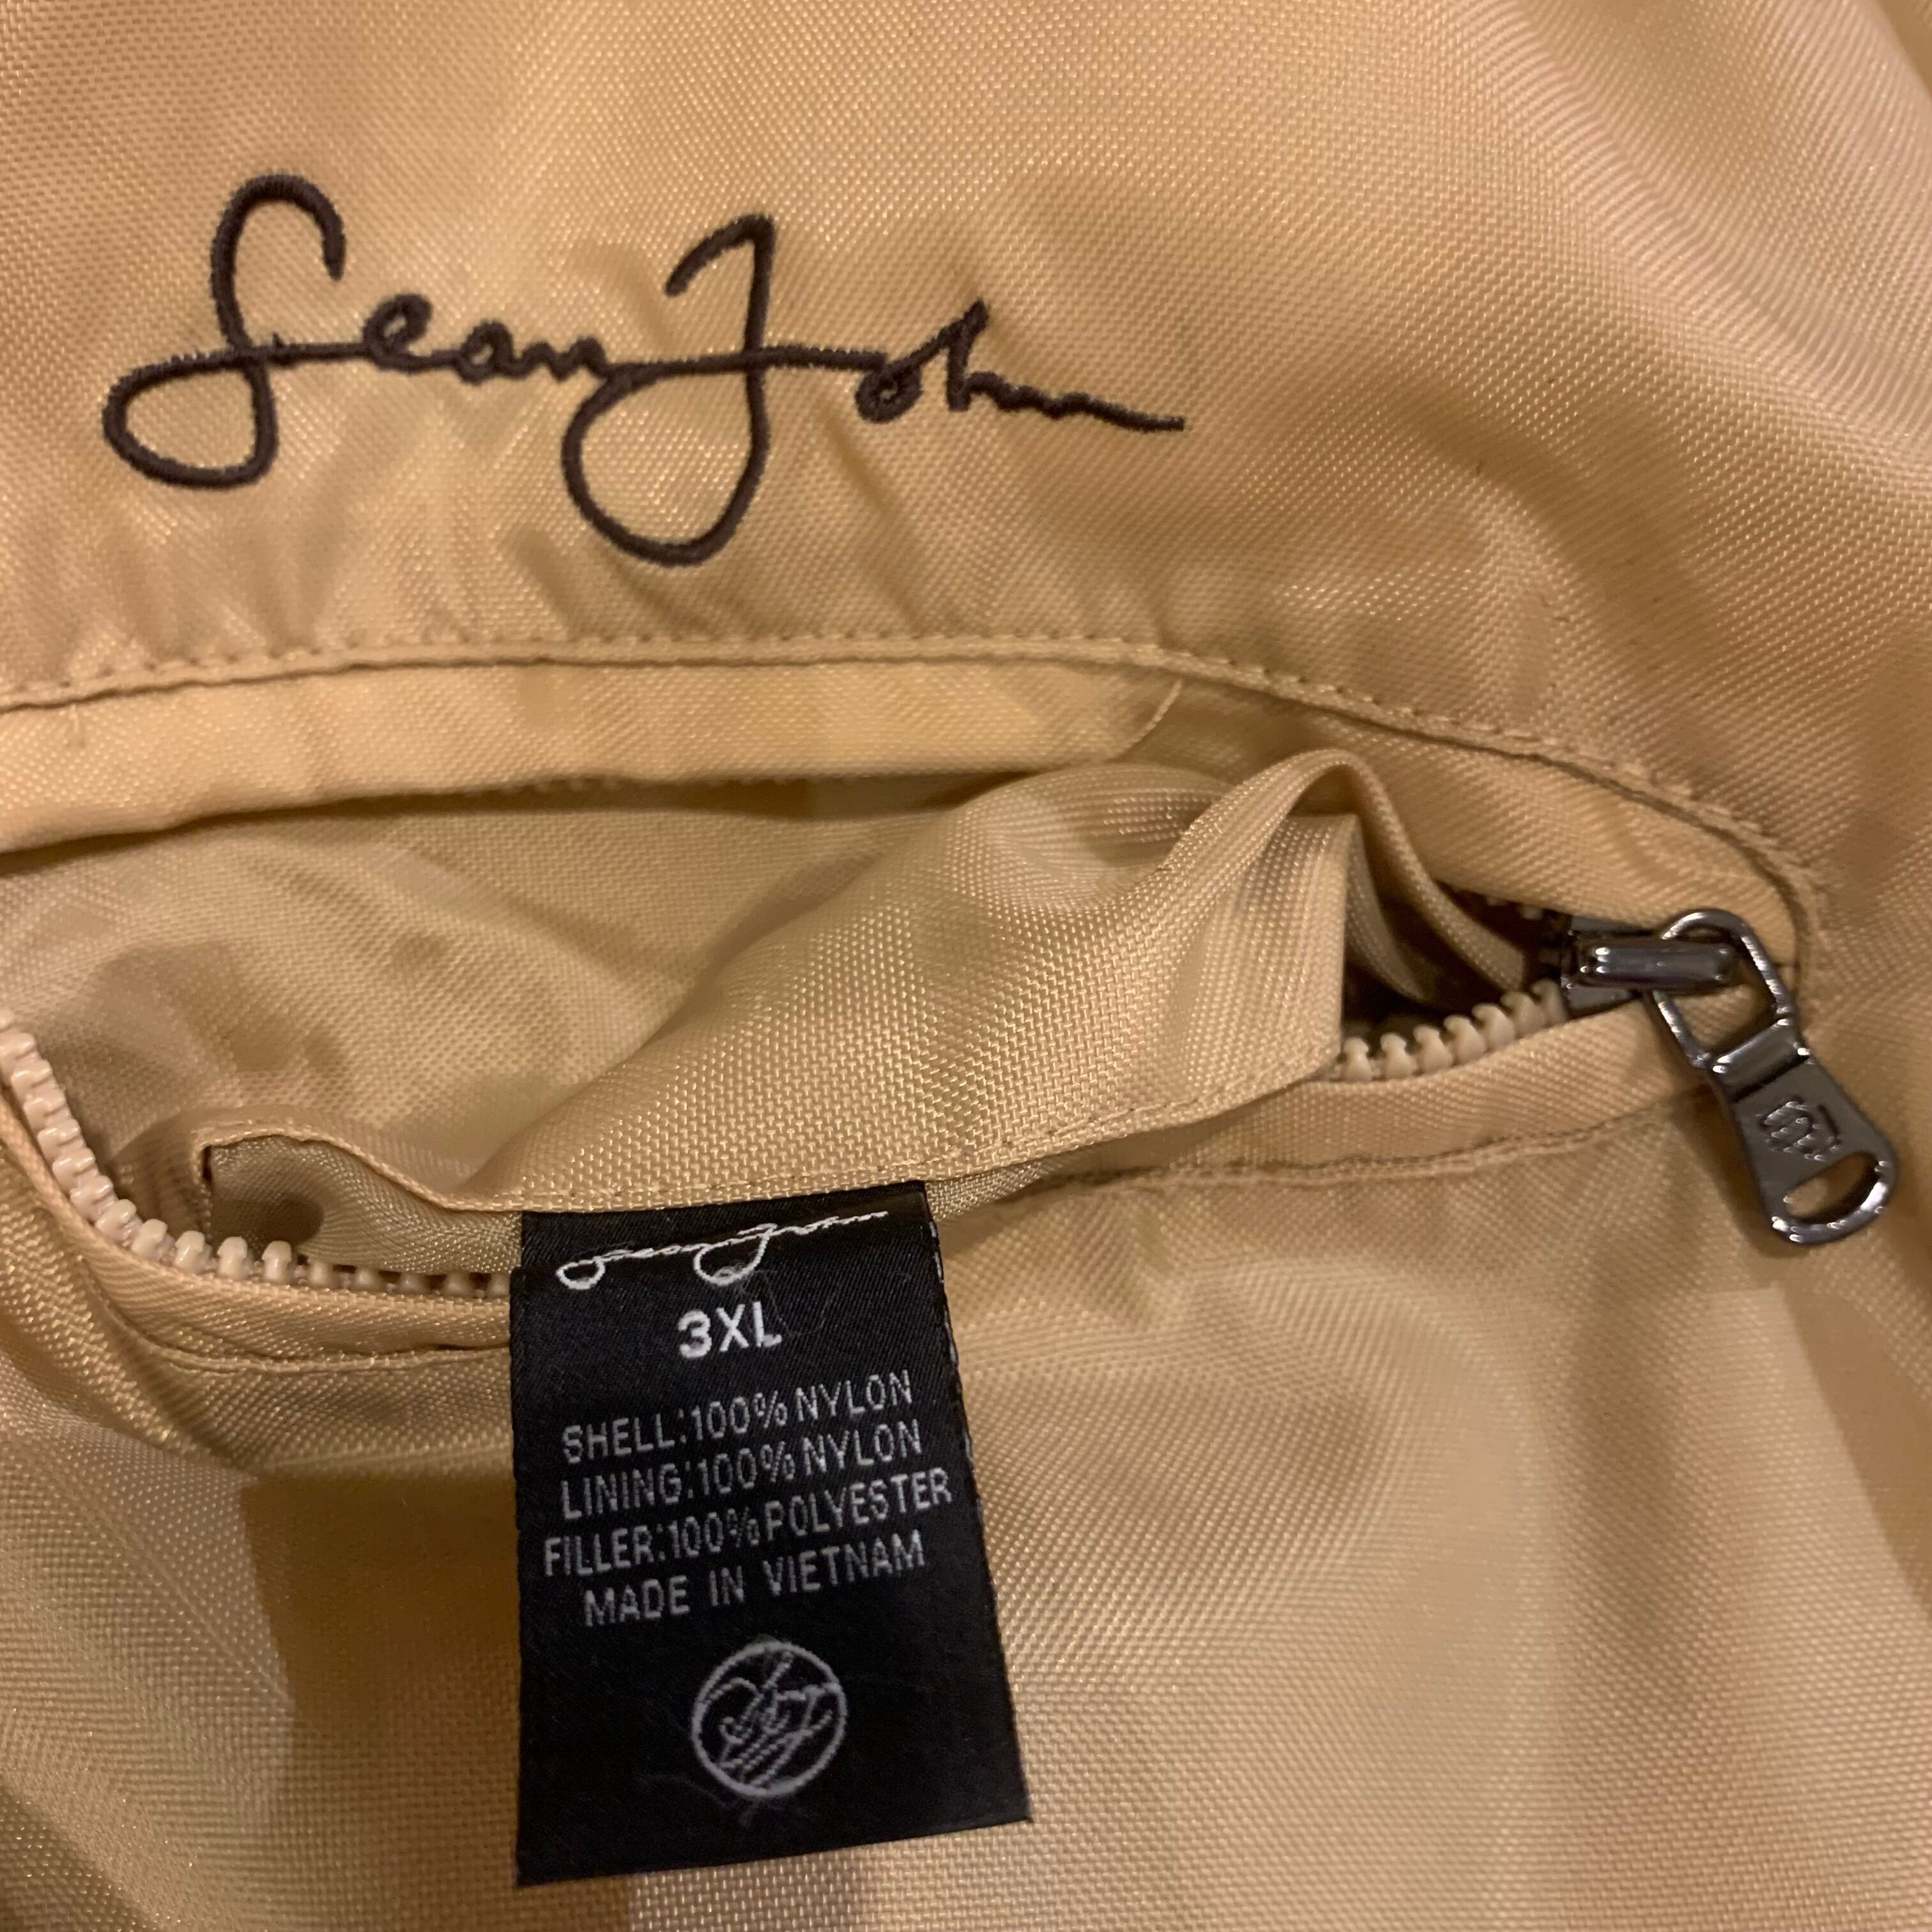 Sean John
Sean John
3XL
SHELL:100% NYLON
LINING:100% NYLON
FILLER:100% POLYESTER
MADE IN VIETNAM